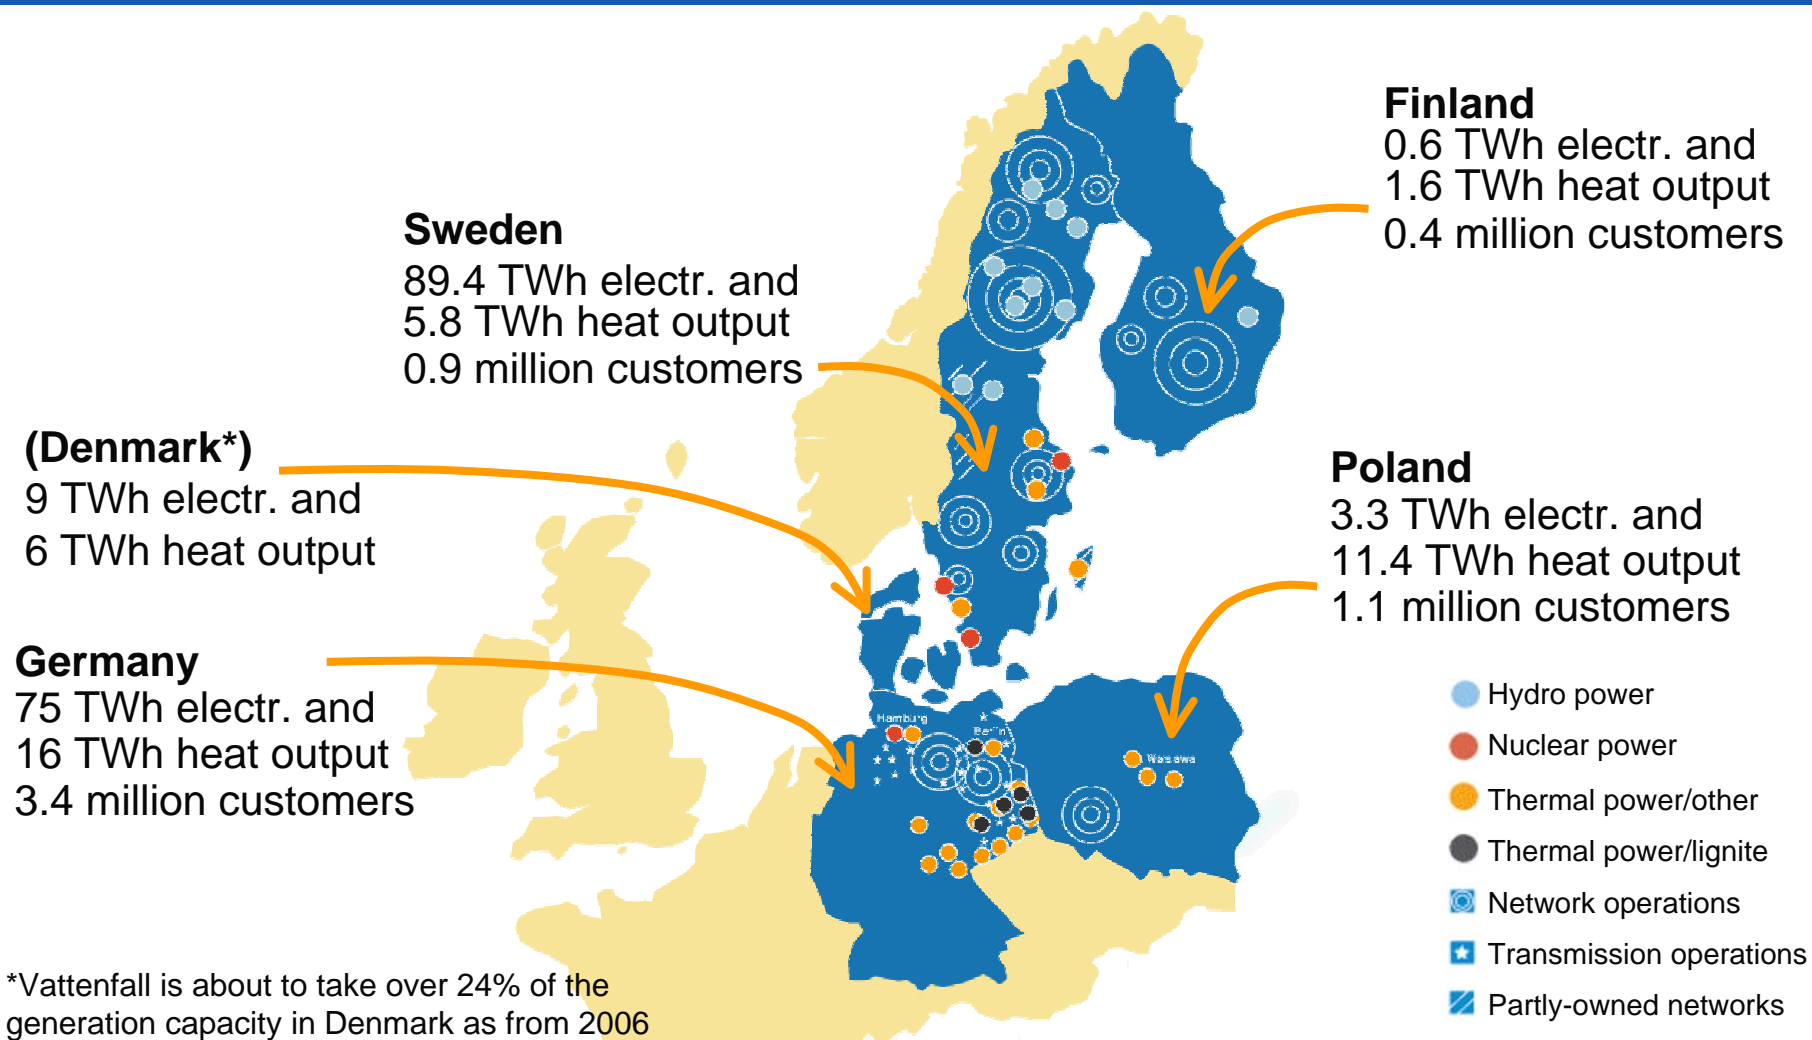 Finland
0.6 TWh electr. and
1.6 TWh heat output
0.4 million customers
Sweden
89.4 TWh electr. and
5.8 TWh heat output
0.9 million customers
(Denmark*)
9 TWh electr. and
6 TWh heat output
Poland
3.3 TWh electr. and
11.4 TWh heat output
1.1 million customers
Germany
75 TWh electr. and
16 TWh heat output
3.4 million customers
Hamburg
Berlin
Hydro power
Nuclear power
Thermal power/other
Thermal power/lignite
Network operations
Transmission operations
Partly-owned networks
*Vattenfall is about to take over 24% of the
generation capacity in Denmark as from 2006